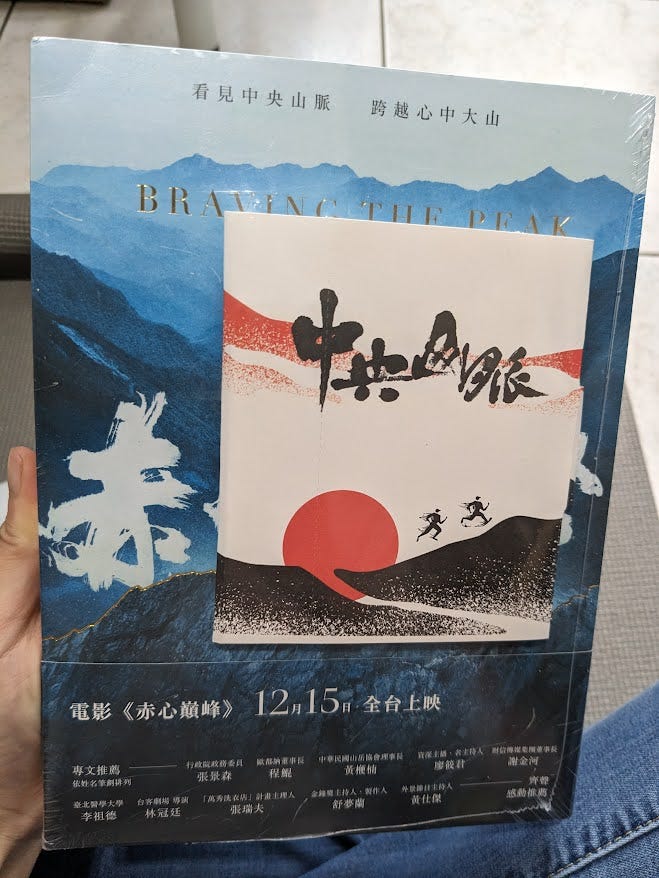 看見中央山脈 跨越心中大山
BRAVING THE PEAK
中央山脈
赤
電影《赤心巔峰》 12月15日 全台上映
專文推薦
依姓名筆劃排列
行政院政務委員
張景森
歐都納董事長
程鯤
中華民國山岳協會理事長
黃楩楠
資深主播.名主持人
廖筱君
財信傳媒集團董事長
謝金河
臺北醫學大學
李祖德
台客劇場 導演
林冠廷
「萬秀洗衣店」計畫主理人
張瑞夫
金鐘獎主持人.製作人
舒夢蘭
外景節目主持人
黃仕傑
齊聲
感動推薦